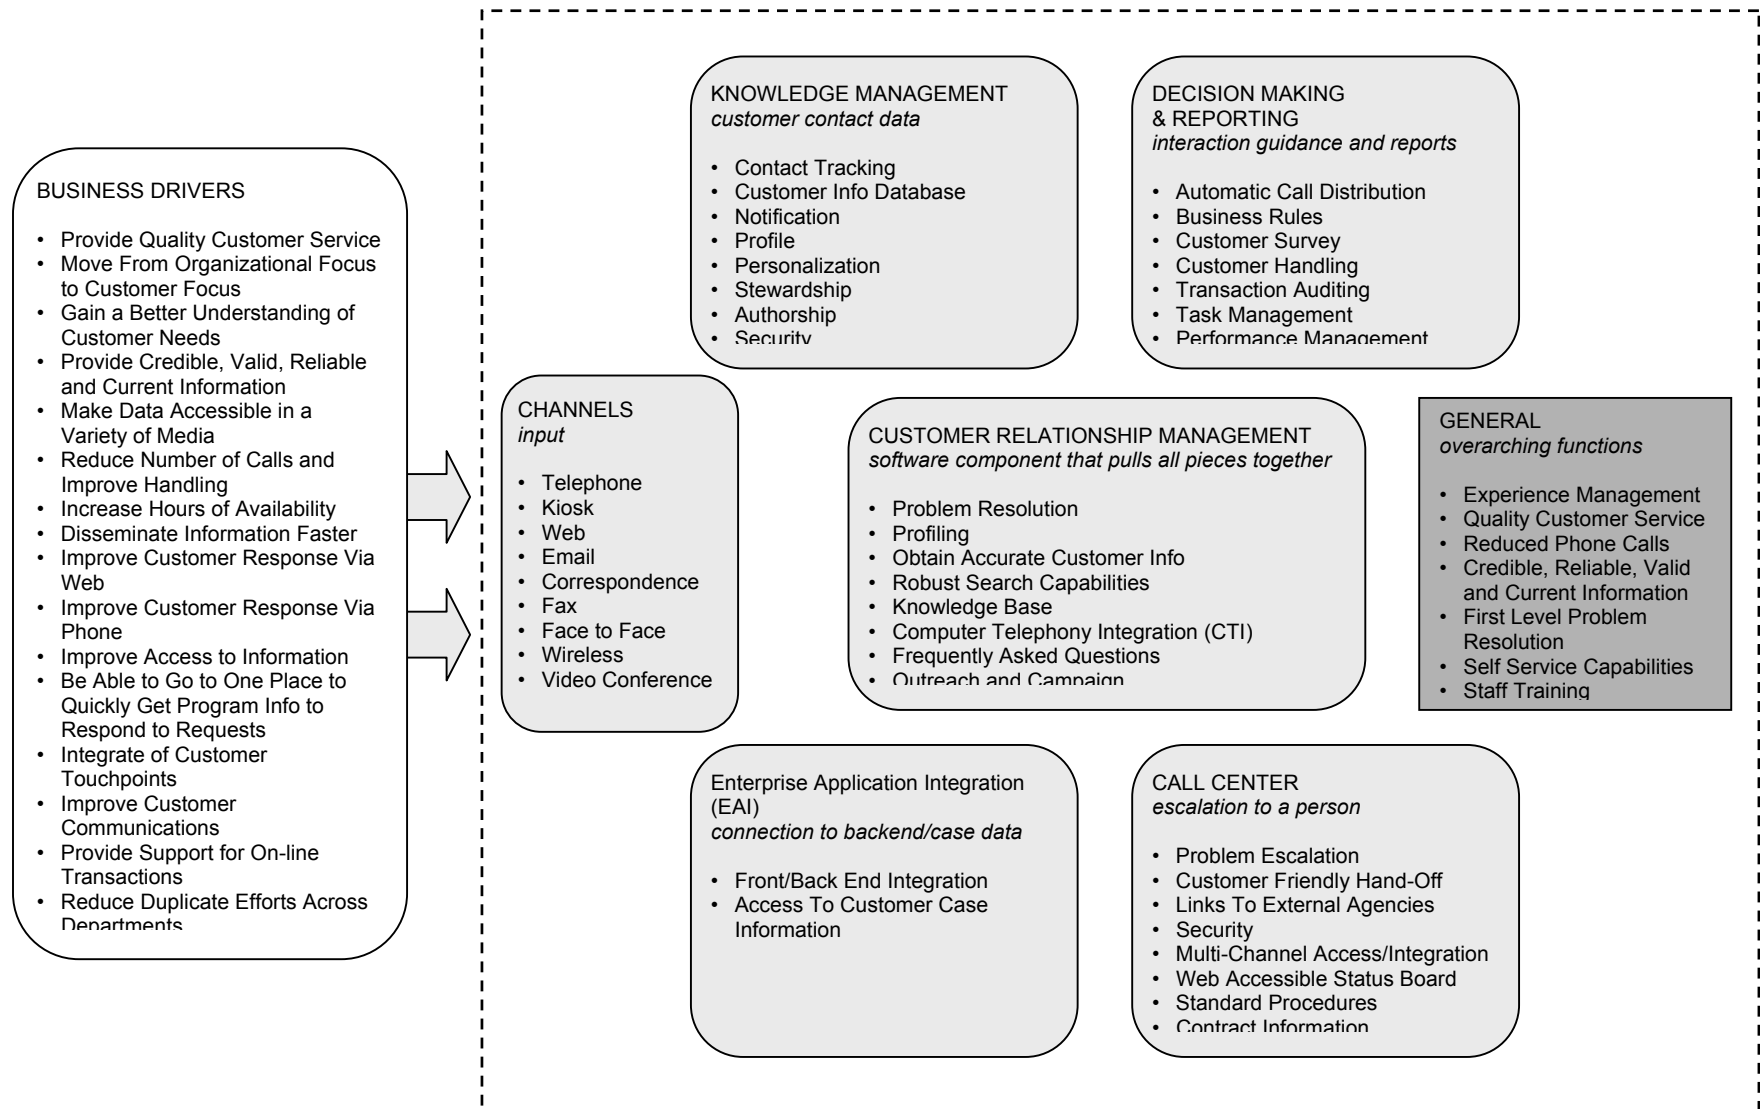 BUSINESS DRIVERS
• Provide Quality Customer Service
• Move From Organizational Focus
to Customer Focus
• Gain a Better Understanding of
Customer Needs
• Provide Credible, Valid, Reliable
and Current Information
• Make Data Accessible in a
Variety of Media
• Reduce Number of Calls and
Improve Handling
• Increase Hours of Availability
• Disseminate Information Faster
• Improve Customer Response Via
Web
• Improve Customer Response Via
Phone
• Improve Access to Information
• Be Able to Go to One Place to
Quickly Get Program Info to
Respond to Requests
• Integrate of Customer
Touchpoints
• Improve Customer
Communications
• Provide Support for On-line
Transactions
• Reduce Duplicate Efforts Across
Departments
KNOWLEDGE MANAGEMENT
customer contact data
• Contact Tracking
• Customer Info Database
• Notification
• Profile
• Personalization
• Stewardship
• Authorship
• Security
DECISION MAKING
& REPORTING
interaction guidance and reports
• Automatic Call Distribution
• Business Rules
• Customer Survey
• Customer Handling
• Transaction Auditing
• Task Management
• Performance Management
CHANNELS
input
• Telephone
• Kiosk
• Web
• Email
• Correspondence
• Fax
• Face to Face
• Wireless
• Video Conference
CUSTOMER RELATIONSHIP MANAGEMENT
software component that pulls all pieces together
• Problem Resolution
• Profiling
• Obtain Accurate Customer Info
• Robust Search Capabilities
• Knowledge Base
• Computer Telephony Integration (CTI)
• Frequently Asked Questions
• Outreach and Campaign
GENERAL
overarching functions
• Experience Management
• Quality Customer Service
• Reduced Phone Calls
• Credible, Reliable, Valid
and Current Information
• First Level Problem
Resolution
• Self Service Capabilities
• Staff Training
Enterprise Application Integration
(EAI)
connection to backend/case data
• Front/Back End Integration
• Access To Customer Case
Information
CALL CENTER
escalation to a person
• Problem Escalation
• Customer Friendly Hand-Off
• Links To External Agencies
• Security
• Multi-Channel Access/Integration
• Web Accessible Status Board
• Standard Procedures
• Contract Information